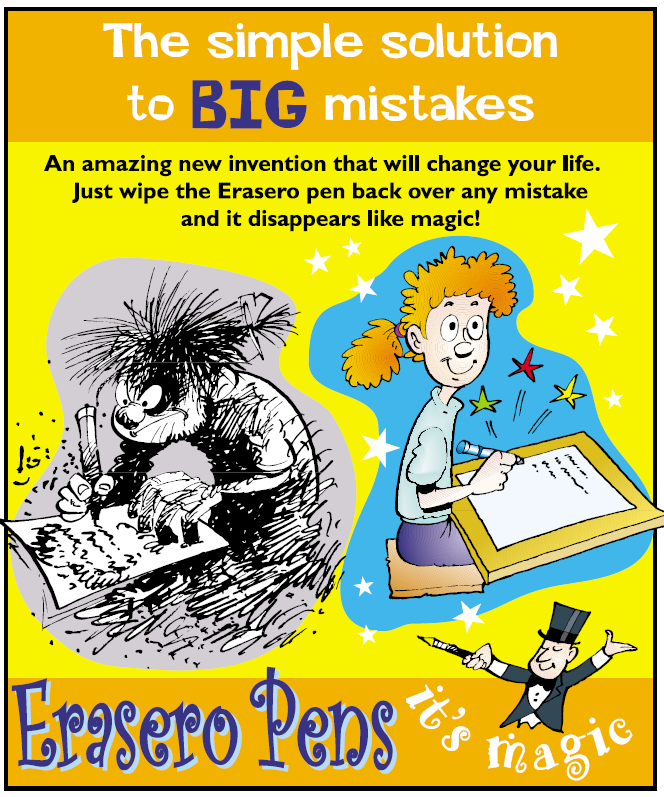 The simple solution
to BIG mistakes
An amazing new invention that will change your life.
Just wipe the Erasero pen back over any mistake
and it disappears like magic!
Erasero Pens
it's magic